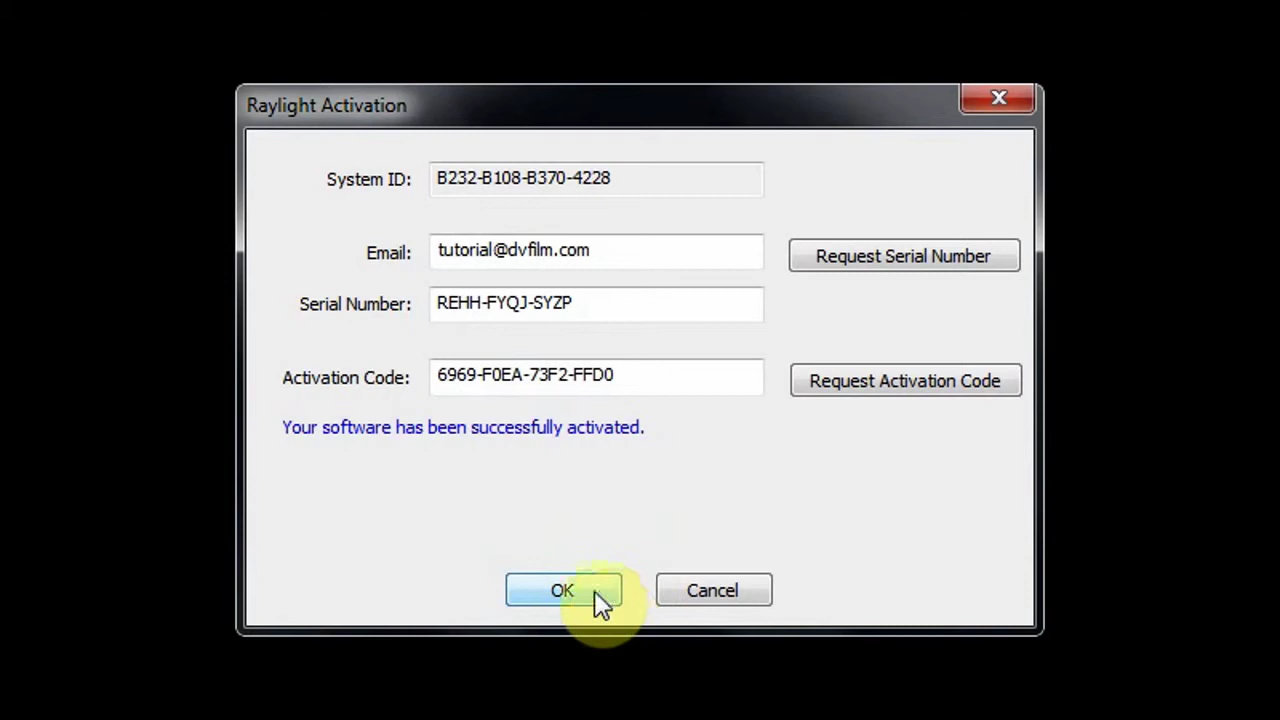 Raylight Activation
X
System ID: B232-B108-B370-4228
Email: tutorial@dvfilm.com Request Serial Number
Serial Number: REHH-FYQJ-SYZP
Activation Code: 6969-F0EA-73F2-FFD0 Request Activation Code
Your software has been successfully activated.
OK Cancel